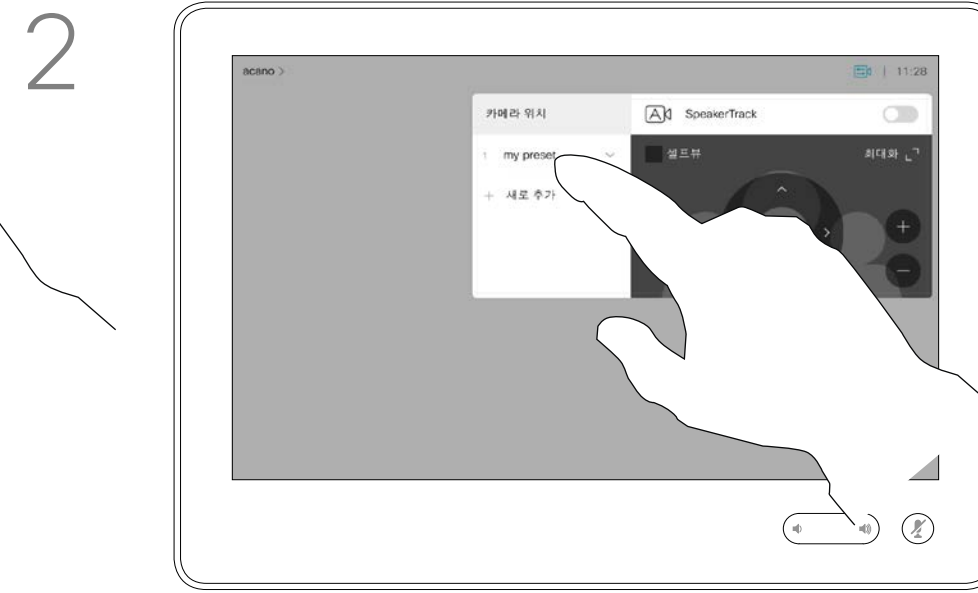 2
acano >
11:28
카메라 위치
SpeakerTrack
1 my preset
셀프뷰
최대화
+ 새로 추가